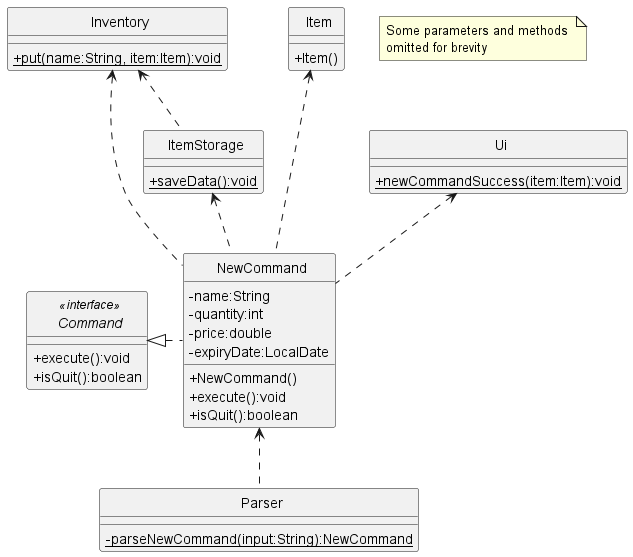 Inventory
+put(name:String, item:Item):void
Item
+Item()
Some parameters and methods
omitted for brevity
ItemStorage
+saveData():void
Ui
+newCommandSuccess(item:Item):void
NewCommand
-name:String
-quantity:int
-price:double
-expiryDate:LocalDate
+NewCommand()
+execute():void
+isQuit():boolean
«interface»
Command
+execute():void
+isQuit():boolean
Parser
-parseNewCommand(input:String):NewCommand